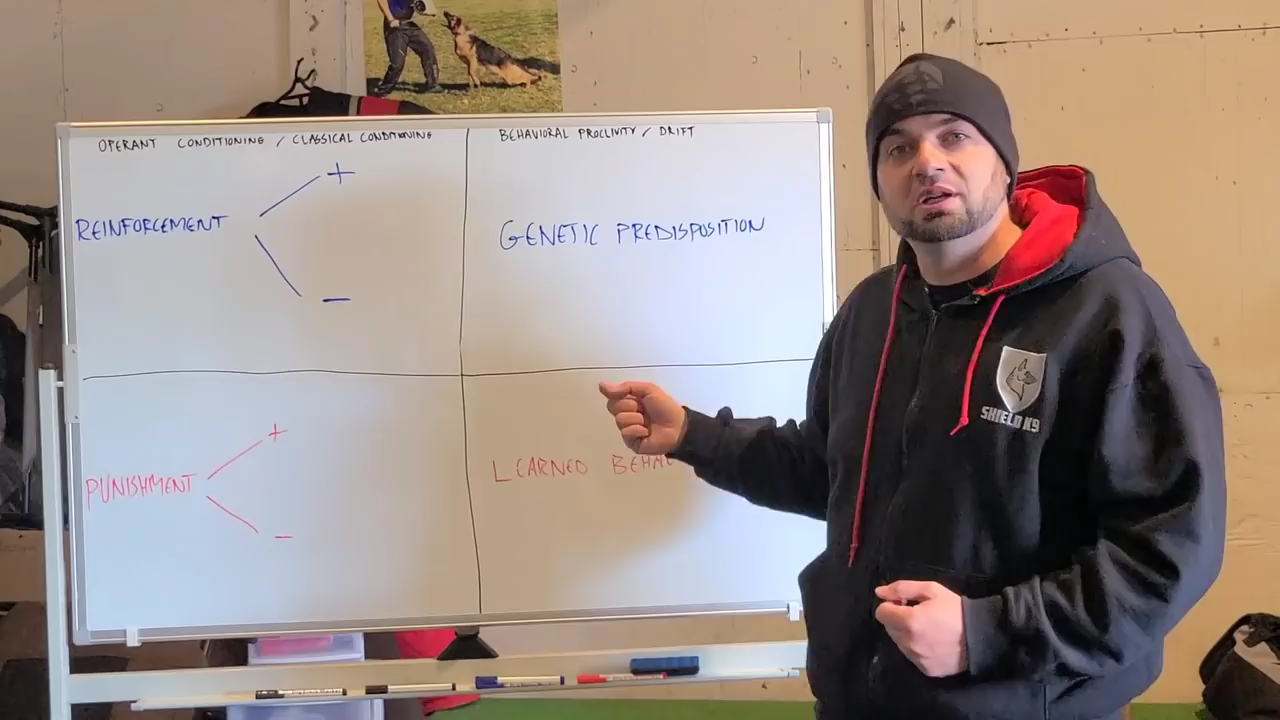 OPERANT CONDITIONING / CLASSICAL CONDITIONING
BEHAVIORAL PROCLIVITY / DRIFT
REINFORCEMENT
+
-
GENETIC PREDISPOSITION
PUNISHMENT
+
-
LEARNED
SHIELD K9